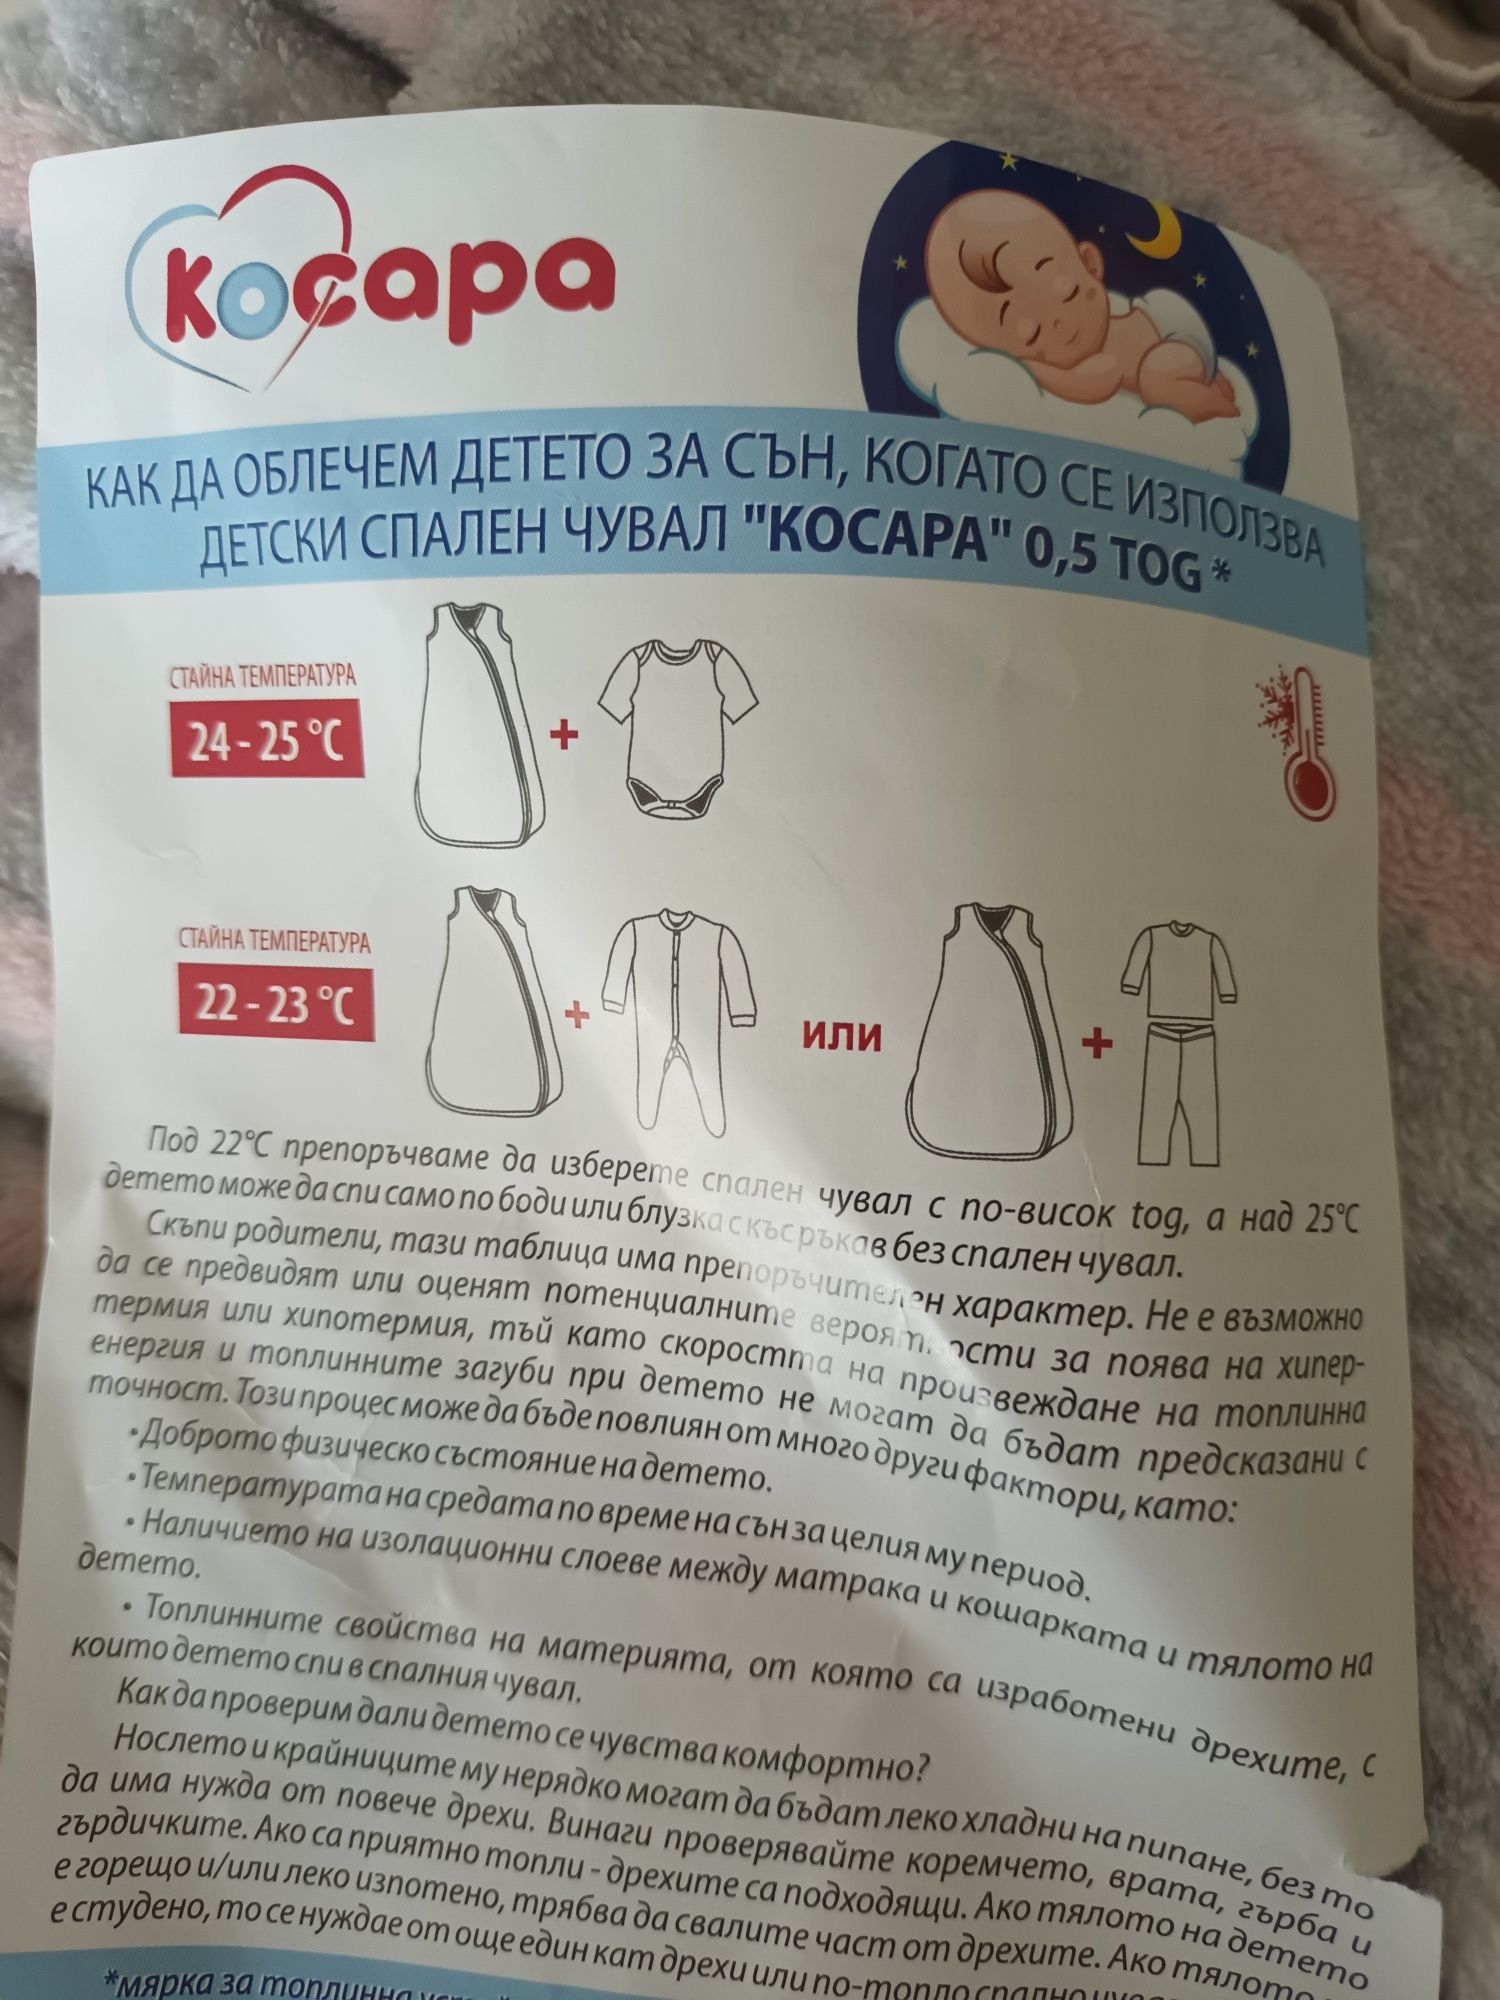 Косара
КАК ДА ОБЛЕЧЕМ ДЕТЕТО ЗА СЪН, КОГАТО СЕ ИЗПОЛЗВА
ДЕТСКИ СПАЛЕН ЧУВАЛ "КОСАРА" 0,5 TOG *
СТАЙНА ТЕМПЕРАТУРА
24 - 25 °C
+
СТАЙНА ТЕМПЕРАТУРА
22 - 23 °C
+
ИЛИ
+
Под 22°C препоръчваме да изберете спален чувал с по-висок tog, а над 25°C
детето може да спи само по боди или блузка с къс ръкав без спален чувал.
Скъпи родители, тази таблица има препоръчителен характер. Не е възможно
да се предвидят или оценят потенциалните вероятности за поява на хипер-
термия или хипотермия, тъй като скоростта на произвеждане на топлинна
енергия и топлинните загуби при детето не могат да бъдат предсказани с
точност. Този процес може да бъде повлиян от много други фактори, като:
•Доброто физическо състояние на детето.
•Температурата на средата по време на сън за целия му период.
•Наличието на изолационни слоеве между матрака и кошарката и тялото на
детето.
• Топлинните свойства на материята, от която са изработени дрехите, с
които детето спи в спалния чувал.
Как да проверим дали детето се чувства комфортно?
Нослето и крайниците му нерядко могат да бъдат леко хладни на пипане, без то
да има нужда от повече дрехи. Винаги проверявайте коремчето, врата, гърба и
гърдичките. Ако са приятно топли - дрехите са подходящи. Ако тялото на детето
е горещо и/или леко изпотено, трябва да свалите част от дрехите. Ако тялото
е студено, то се нуждае от още един кат дрехи или по-топло спално
*мярка за топлинна